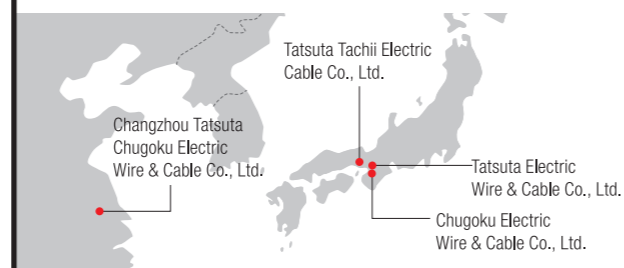 Tatsuta Tachii Electric
Cable Co., Ltd.
Changzhou Tatsuta
Chugoku Electric
Wire & Cable Co., Ltd.
Tatsuta Electric
Wire & Cable Co., Ltd.
Chugoku Electric
Wire & Cable Co., Ltd.